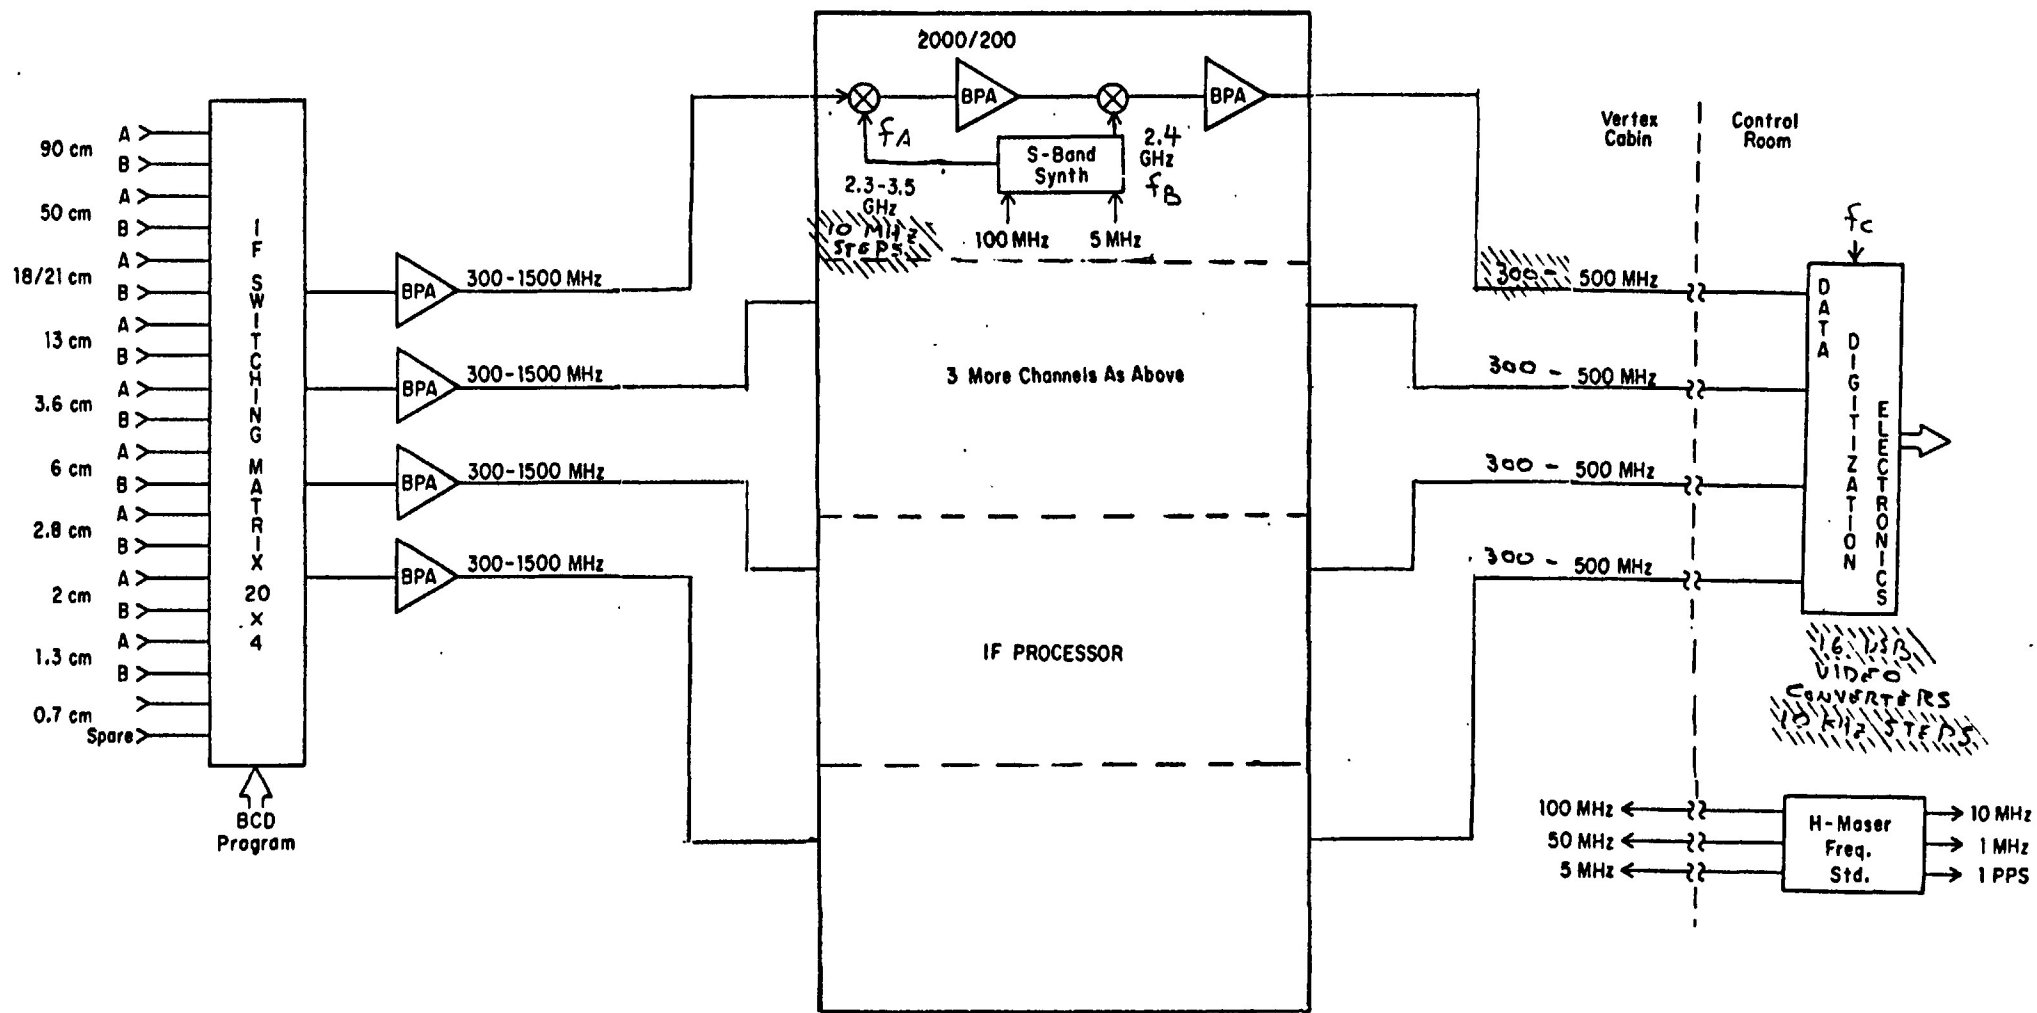 90 cm
A
B
50 cm
A
B
18/21 cm
A
B
13 cm
A
B
3.6 cm
A
B
6 cm
A
B
2.8 cm
A
B
2 cm
A
B
1.3 cm
A
B
0.7 cm
Spare
IF SWITCHING MATRIX 20 X 4
BCD
Program
BPA
300-1500 MHz
BPA
300-1500 MHz
BPA
300-1500 MHz
BPA
300-1500 MHz
2000/200
BPA
BPA
fA
S-Band
Synth
2.4
GHz
fB
2.3-3.5
GHz
10 MHz
STEPS
100 MHz
5 MHz
3 More Channels As Above
IF PROCESSOR
Vertex
Cabin
Control
Room
300- 500 MHz
300 - 500 MHz
300 - 500 MHz
300 - 500 MHz
fc
DATA
DIGITIZATION
ELECTRONICS
VIDEO
CONVERTERS
10 kHz STEPS
100 MHz
50 MHz
5 MHz
H-Maser
Freq.
Std.
10 MHz
1 MHz
1 PPS